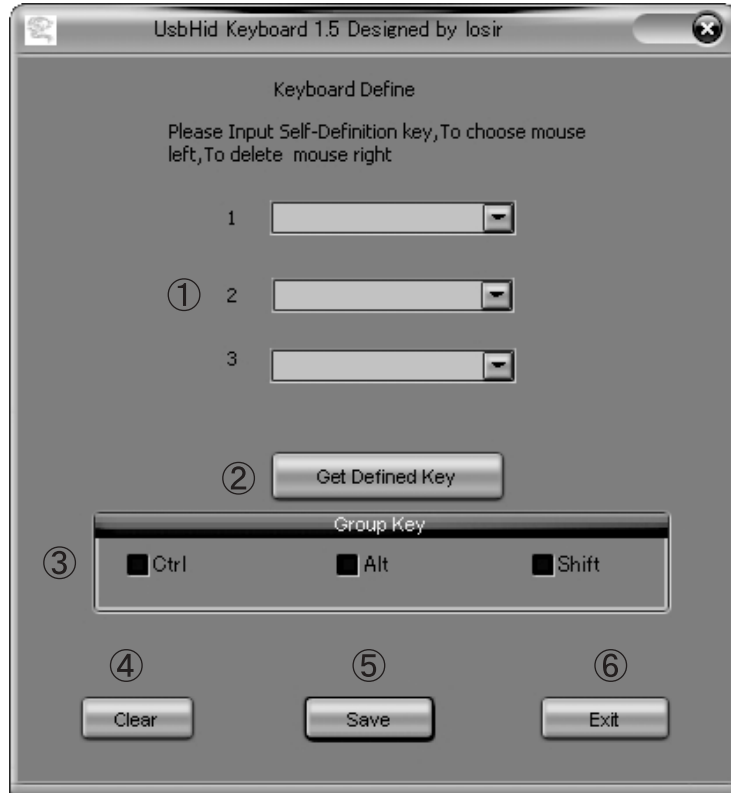 UsbHid Keyboard 1.5 Designed by losir
Keyboard Define
Please Input Self-Definition key,To choose mouse
left,To delete mouse right
1
① 2
3
② Get Defined Key
Group Key
③ Ctrl Alt Shift
④ ⑤ ⑥
Clear Save Exit